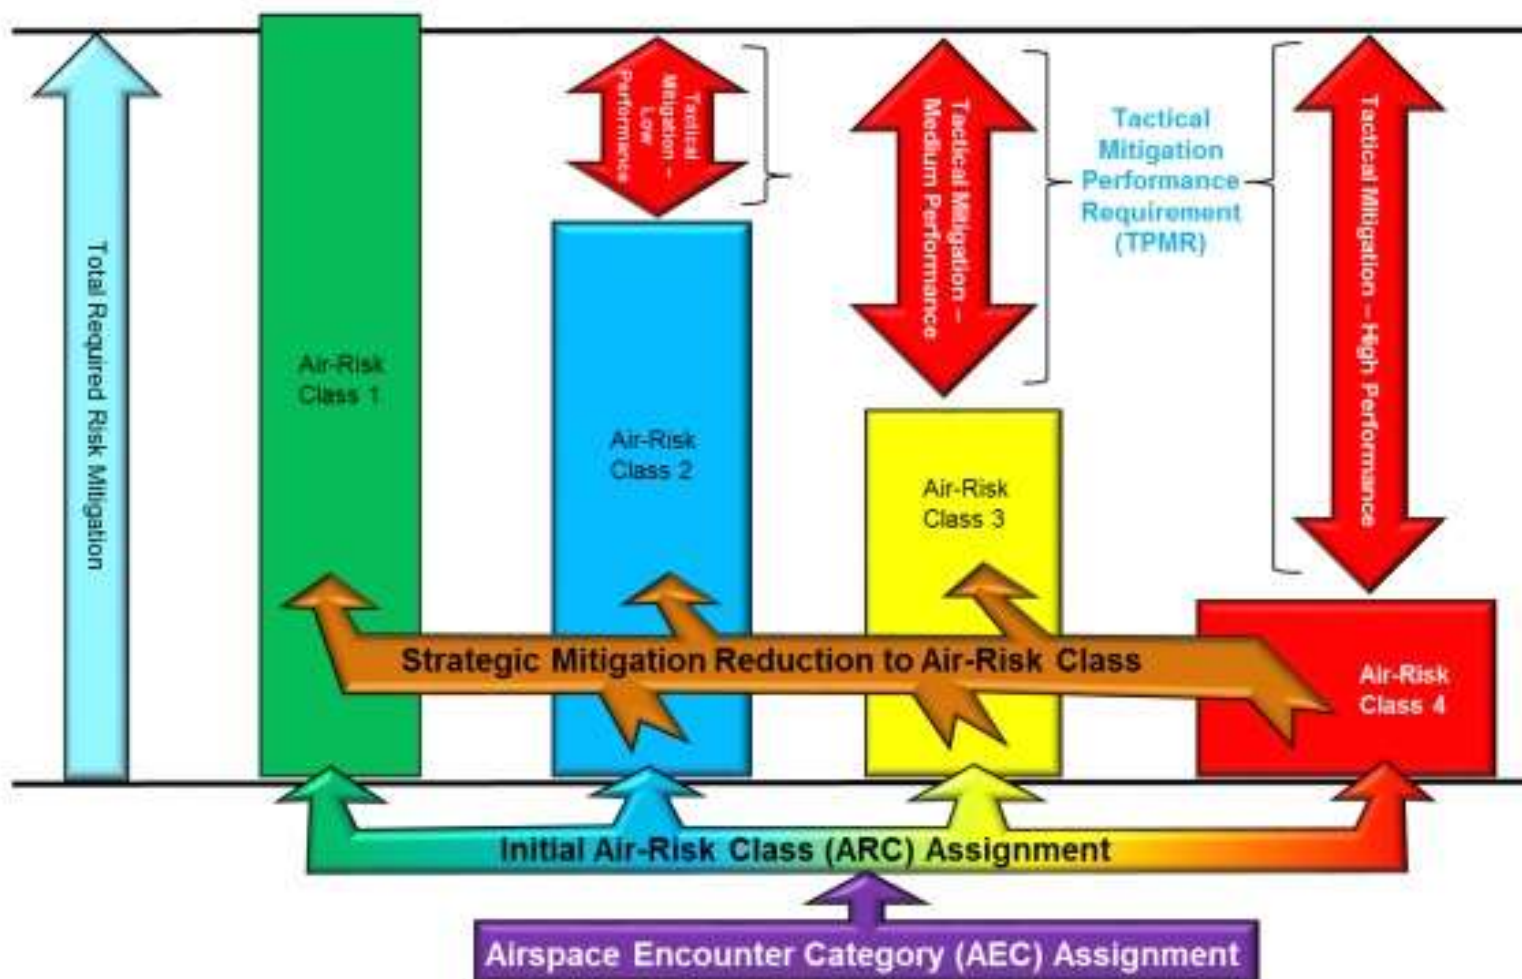 Total Required Risk Mitigation
Air-Risk
Class 1
Tactical
Mitigation –
Low
Performance
Air-Risk
Class 2
Tactical Mitigation –
Medium Performance
Air-Risk
Class 3
Tactical
Mitigation
Performance
Requirement
(TPMR)
Tactical Mitigation – High Performance
Air-Risk
Class 4
Strategic Mitigation Reduction to Air-Risk Class
Initial Air-Risk Class (ARC) Assignment
Airspace Encounter Category (AEC) Assignment